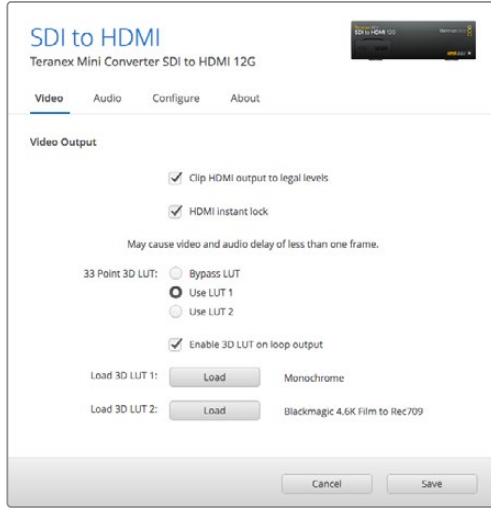 SDI to HDMI
Teranex Mini Converter SDI to HDMI 12G
Video Audio Configure About
Video Output
Clip HDMI output to legal levels
HDMI instant lock
May cause video and audio delay of less than one frame.
33 Point 3D LUT: Bypass LUT
Use LUT 1
Use LUT 2
Enable 3D LUT on loop output
Load 3D LUT 1: Load Monochrome
Load 3D LUT 2: Load Blackmagic 4.6K Film to Rec709
Cancel Save